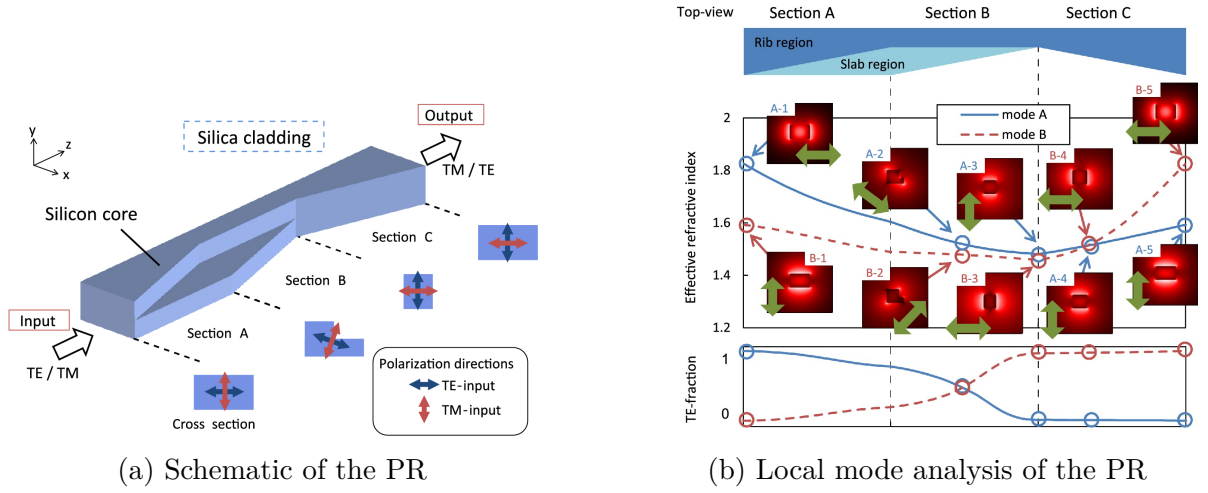 y
z
x
Silica cladding
Output
TM / TE
Silicon core
Section C
Section B
Section A
Input
TE / TM
Cross section
Polarization directions
TE-input
TM-input
(a) Schematic of the PR
Top-view
Section A
Section B
Section C
Rib region
Slab region
Effective refractive index
2
1.8
1.6
1.4
1.2
mode A
mode B
A-1
A-2
A-3
B-4
B-5
B-1
B-2
B-3
A-4
A-5
TE-fraction
1
0
(b) Local mode analysis of the PR